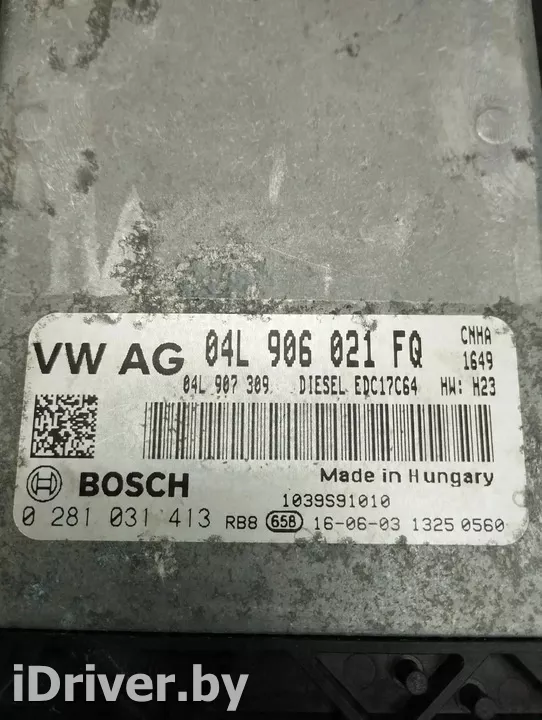 VW AG 04L 906 021 FQ CNHA
1649
04L 907 309 DIESEL EDC17C64 HW: H23
BOSCH Made in Hungary
1039S91010
0 281 031 413 RB8 658 16-06-03 1325 0560
iDriver.by